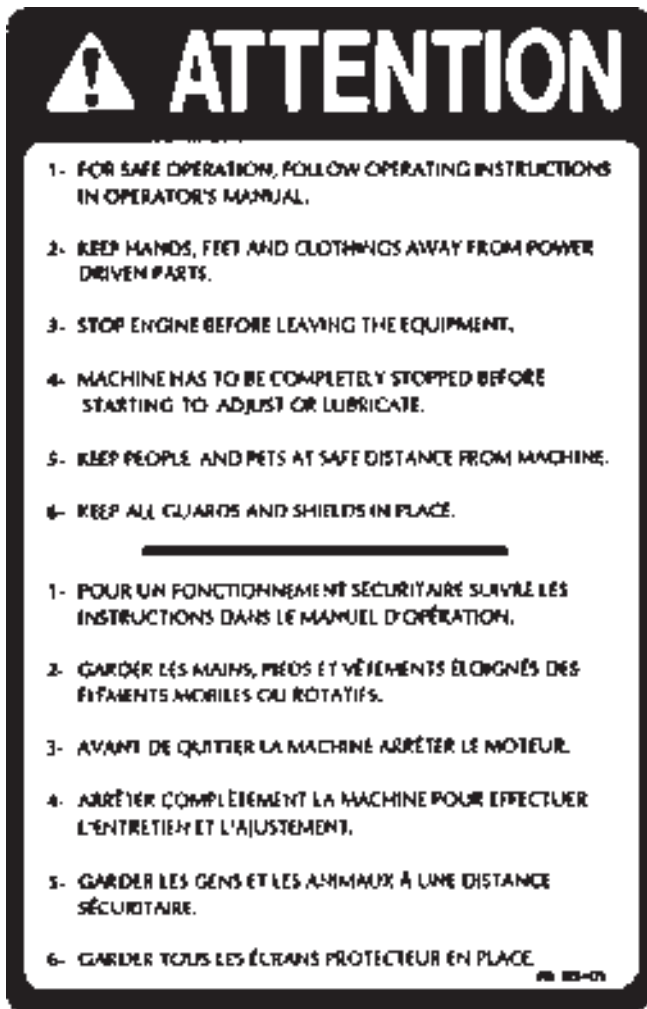 ATTENTION
1- FOR SAFE OPERATION, FOLLOW OPERATING INSTRUCTIONS
IN OPERATOR'S MANUAL.
2- KEEP HANDS, FEET AND CLOTHINGS AWAY FROM POWER
DRIVEN PARTS.
3- STOP ENGINE BEFORE LEAVING THE EQUIPMENT.
4- MACHINE HAS TO BE COMPLETELY STOPPED BEFORE
STARTING TO ADJUST OR LUBRICATE.
5- KEEP PEOPLE AND PETS AT SAFE DISTANCE FROM MACHINE.
6- KEEP ALL GUARDS AND SHIELDS IN PLACE.
1- POUR UN FONCTIONNEMENT SÉCURITAIRE SUIVRE LES
INSTRUCTIONS DANS LE MANUEL D'OPÉRATION.
2- GARDER LES MAINS, PIEDS ET VÊTEMENTS ÉLOIGNÉS DES
ÉLÉMENTS MOBILES OU ROTATIFS.
3- AVANT DE QUITTER LA MACHINE ARRÊTER LE MOTEUR.
4- ARRÊTER COMPLÈTEMENT LA MACHINE POUR EFFECTUER
L'ENTRETIEN ET L'AJUSTEMENT.
5- GARDER LES GENS ET LES ANIMAUX À UNE DISTANCE
SÉCURITAIRE.
6- GARDER TOUS LES ÉCRANS PROTECTEUR EN PLACE